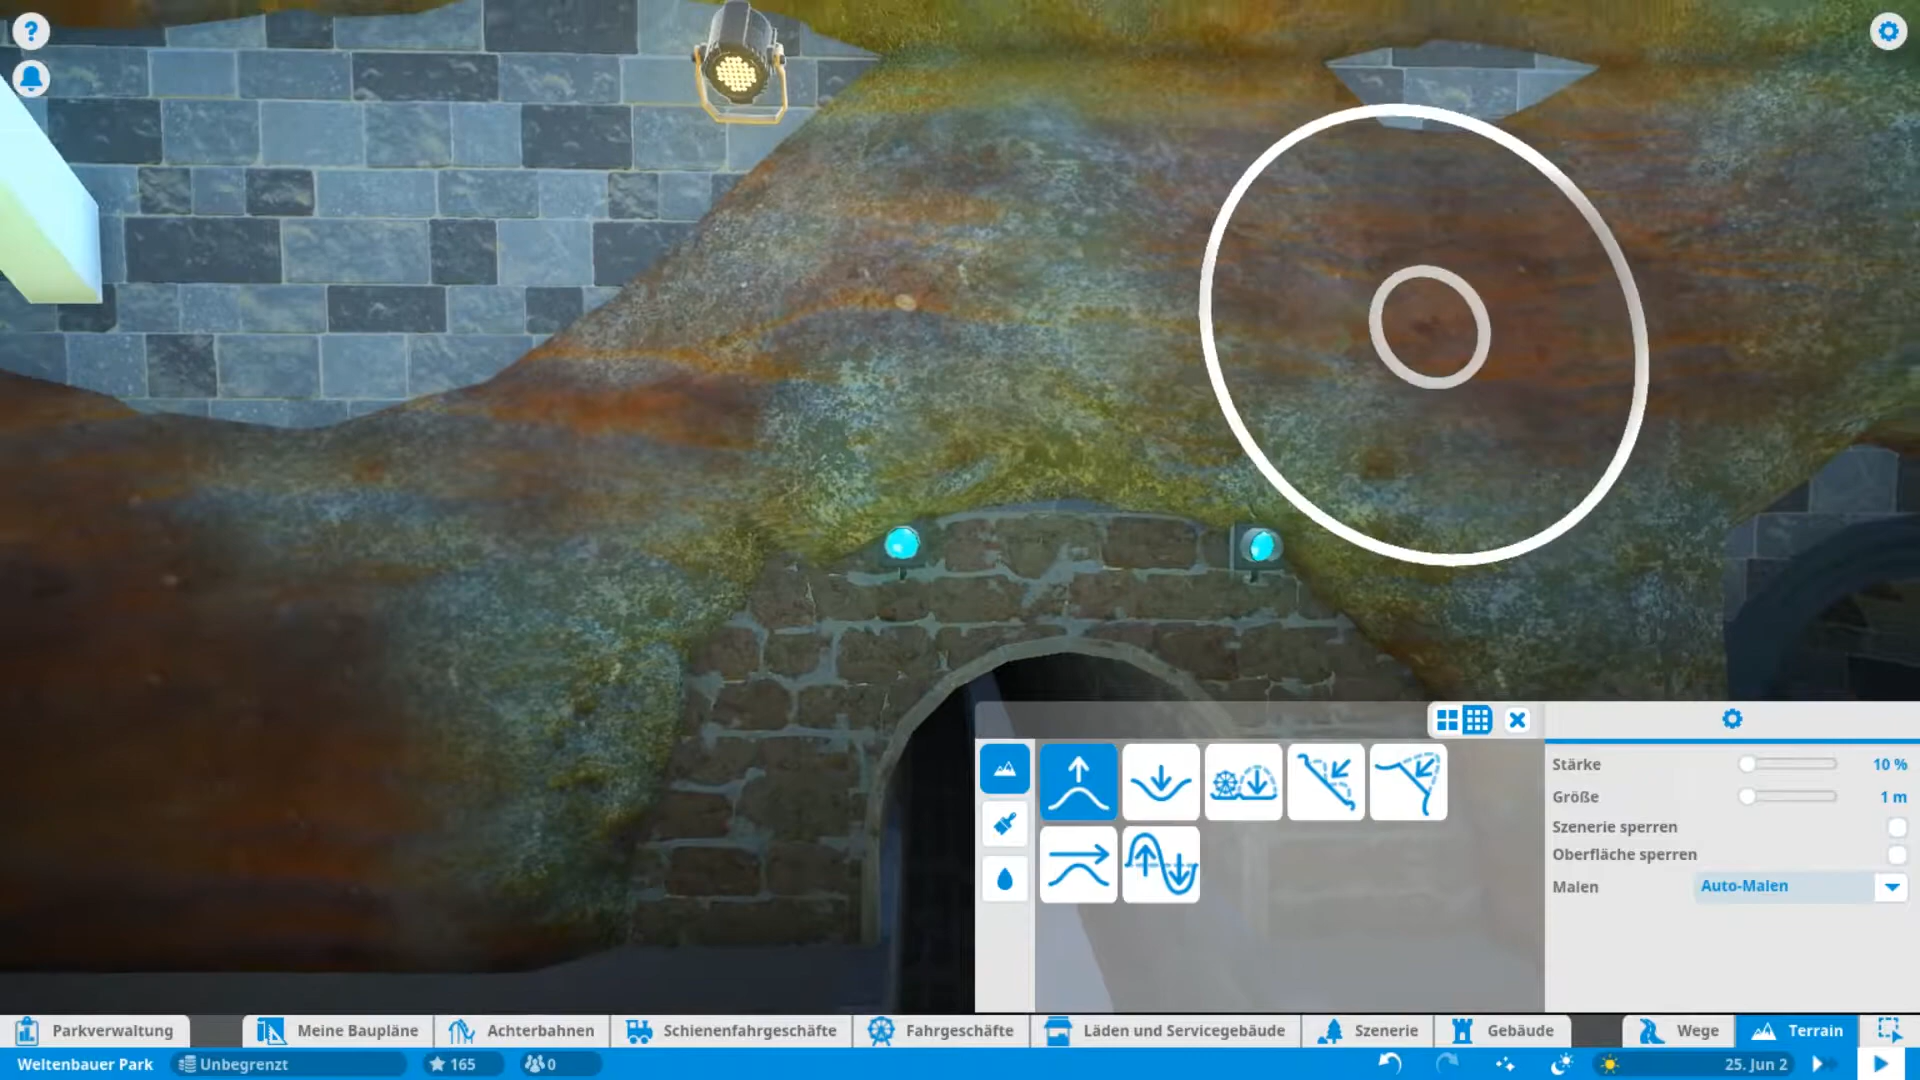 ?
Stärke 10 %
Größe 1 m
Szenerie sperren
Oberfläche sperren
Malen Auto-Malen
Parkverwaltung Meine Baupläne Achterbahnen Schienenfahrgeschäfte Fahrgeschäfte Läden und Servicegebäude Szenerie Gebäude Wege Terrain
Weltenbauer Park Unbegrenzt 165 0 25. Jun 2